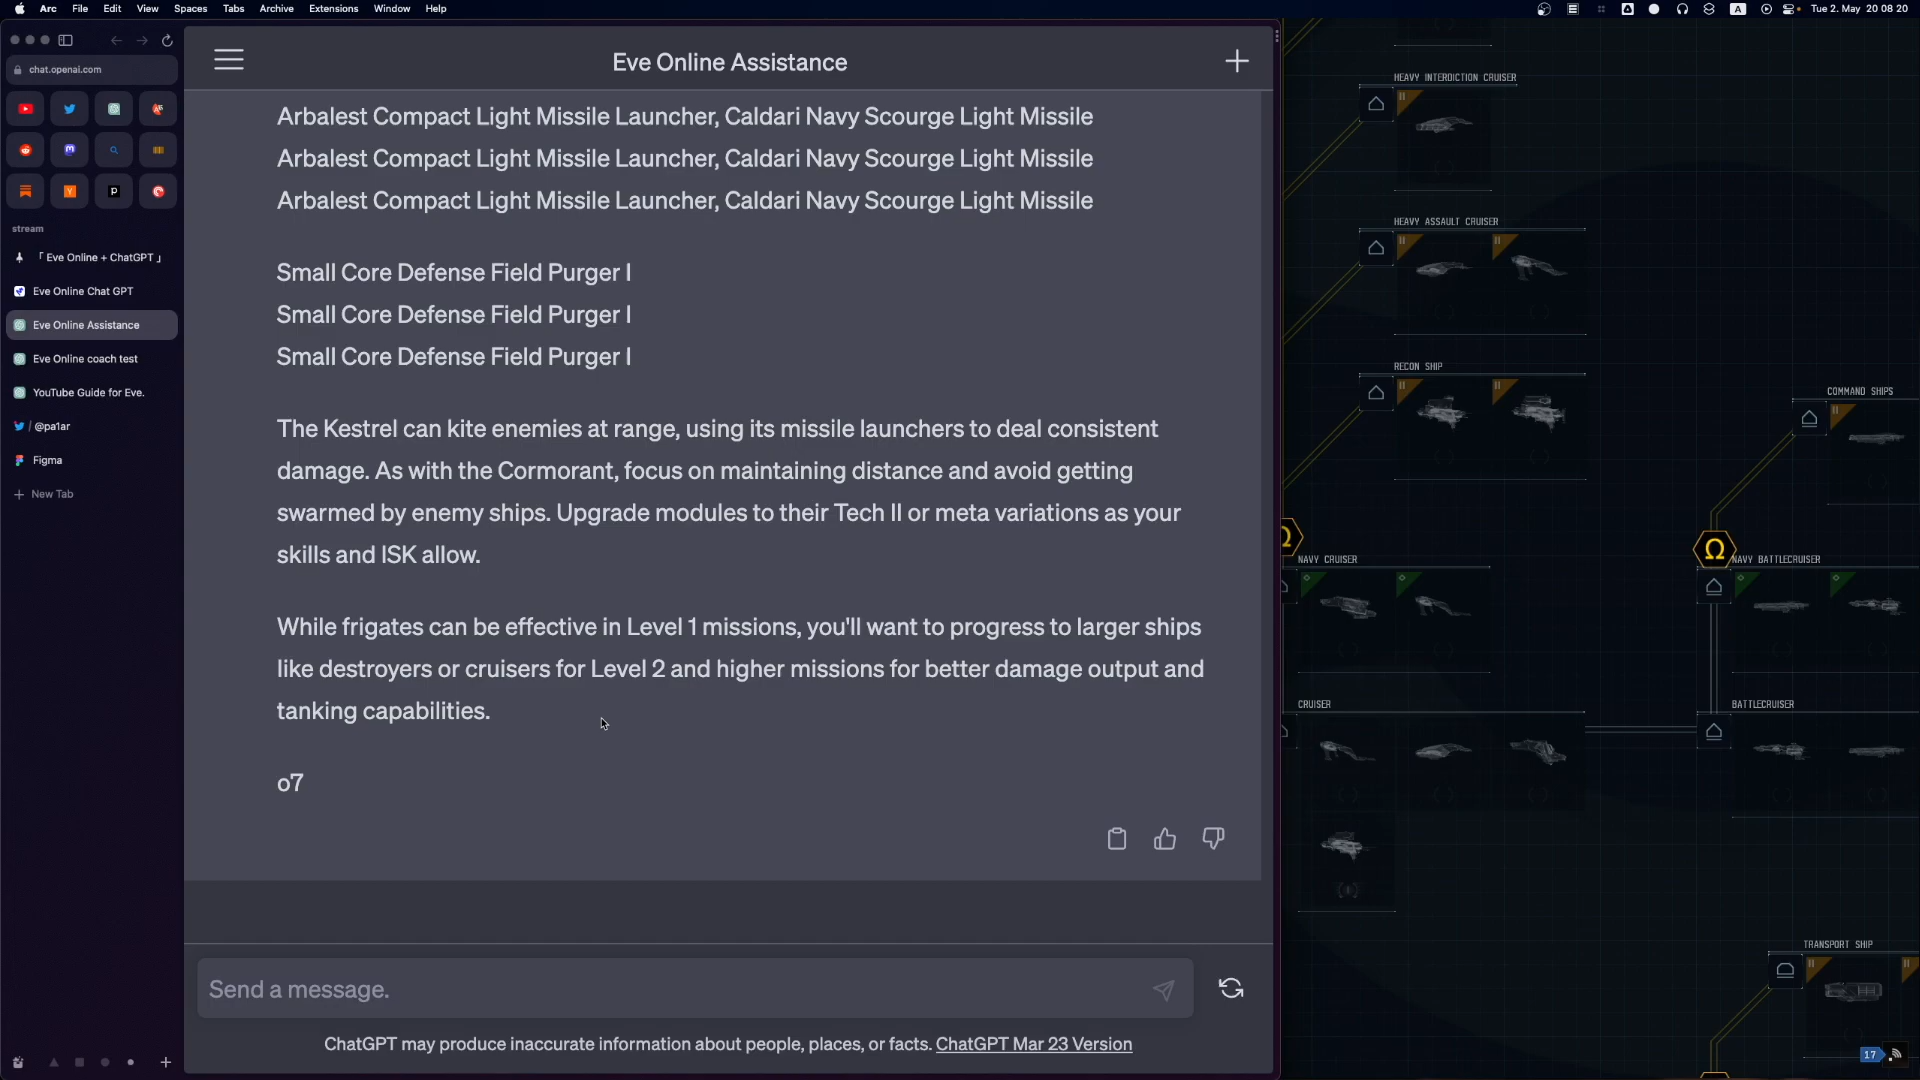 Arc File Edit View Spaces Tabs Archive Extensions Window Help
A
Tue 2. May 20 08 20
chat.openai.com
stream
「 Eve Online + ChatGPT 」
Eve Online Chat GPT
Eve Online Assistance
Eve Online coach test
YouTube Guide for Eve.
/ @pa1ar
Figma
New Tab
Eve Online Assistance
Arbalest Compact Light Missile Launcher, Caldari Navy Scourge Light Missile
Arbalest Compact Light Missile Launcher, Caldari Navy Scourge Light Missile
Arbalest Compact Light Missile Launcher, Caldari Navy Scourge Light Missile
Small Core Defense Field Purger I
Small Core Defense Field Purger I
Small Core Defense Field Purger I
The Kestrel can kite enemies at range, using its missile launchers to deal consistent
damage. As with the Cormorant, focus on maintaining distance and avoid getting
swarmed by enemy ships. Upgrade modules to their Tech II or meta variations as your
skills and ISK allow.
While frigates can be effective in Level 1 missions, you'll want to progress to larger ships
like destroyers or cruisers for Level 2 and higher missions for better damage output and
tanking capabilities.
o7
Send a message.
ChatGPT may produce inaccurate information about people, places, or facts. ChatGPT Mar 23 Version
HEAVY INTERDICTION CRUISER
HEAVY ASSAULT CRUISER
RECON SHIP
COMMAND SHIPS
NAVY CRUISER
NAVY BATTLECRUISER
CRUISER
BATTLECRUISER
TRANSPORT SHIP
17